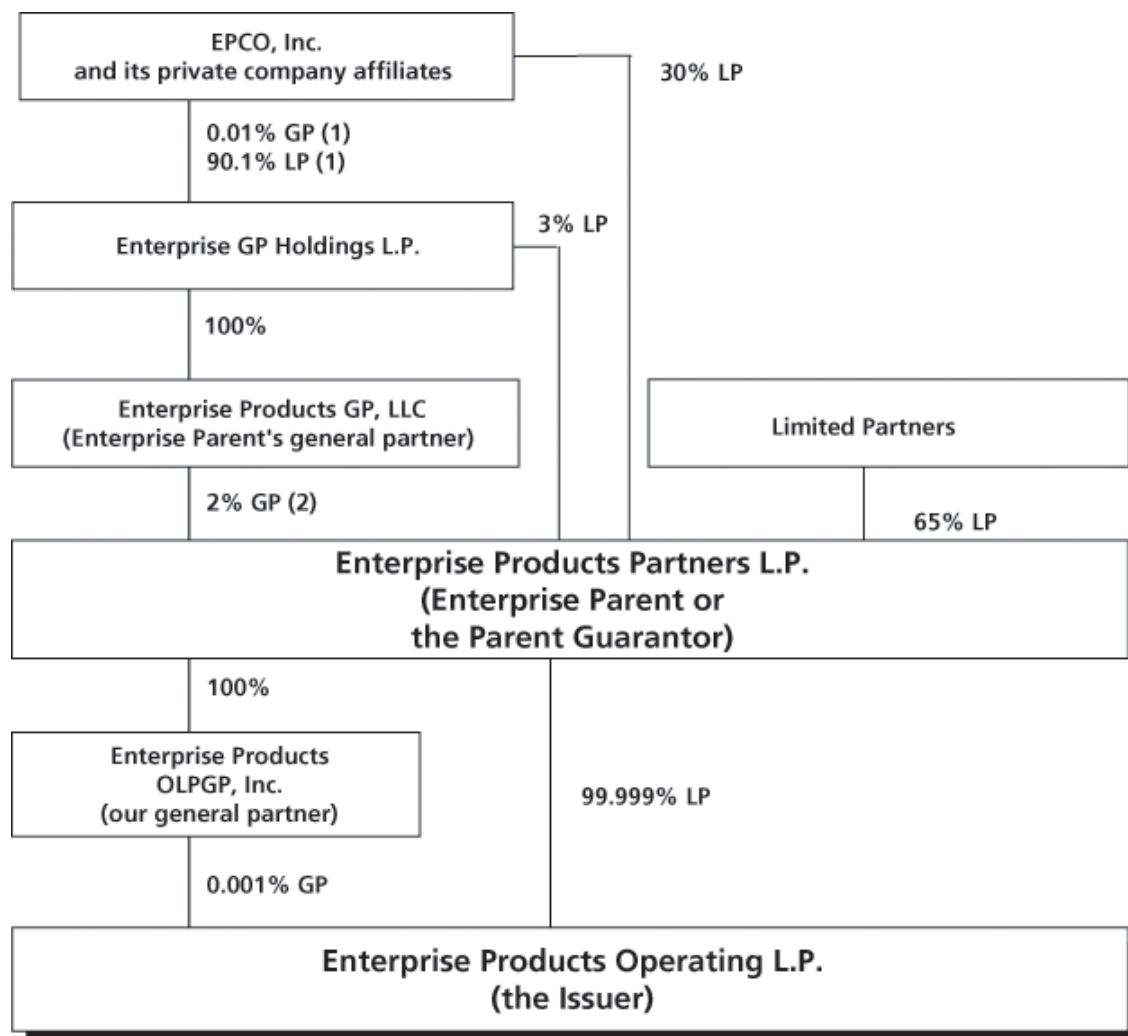 EPCO, Inc.
and its private company affiliates
30% LP
0.01% GP (1)
90.1% LP (1)
3% LP
Enterprise GP Holdings L.P.
100%
Enterprise Products GP, LLC
(Enterprise Parent's general partner)
Limited Partners
2% GP (2)
65% LP
Enterprise Products Partners L.P.
(Enterprise Parent or
the Parent Guarantor)
100%
Enterprise Products
OLPGP, Inc.
(our general partner)
99.999% LP
0.001% GP
Enterprise Products Operating L.P.
(the Issuer)